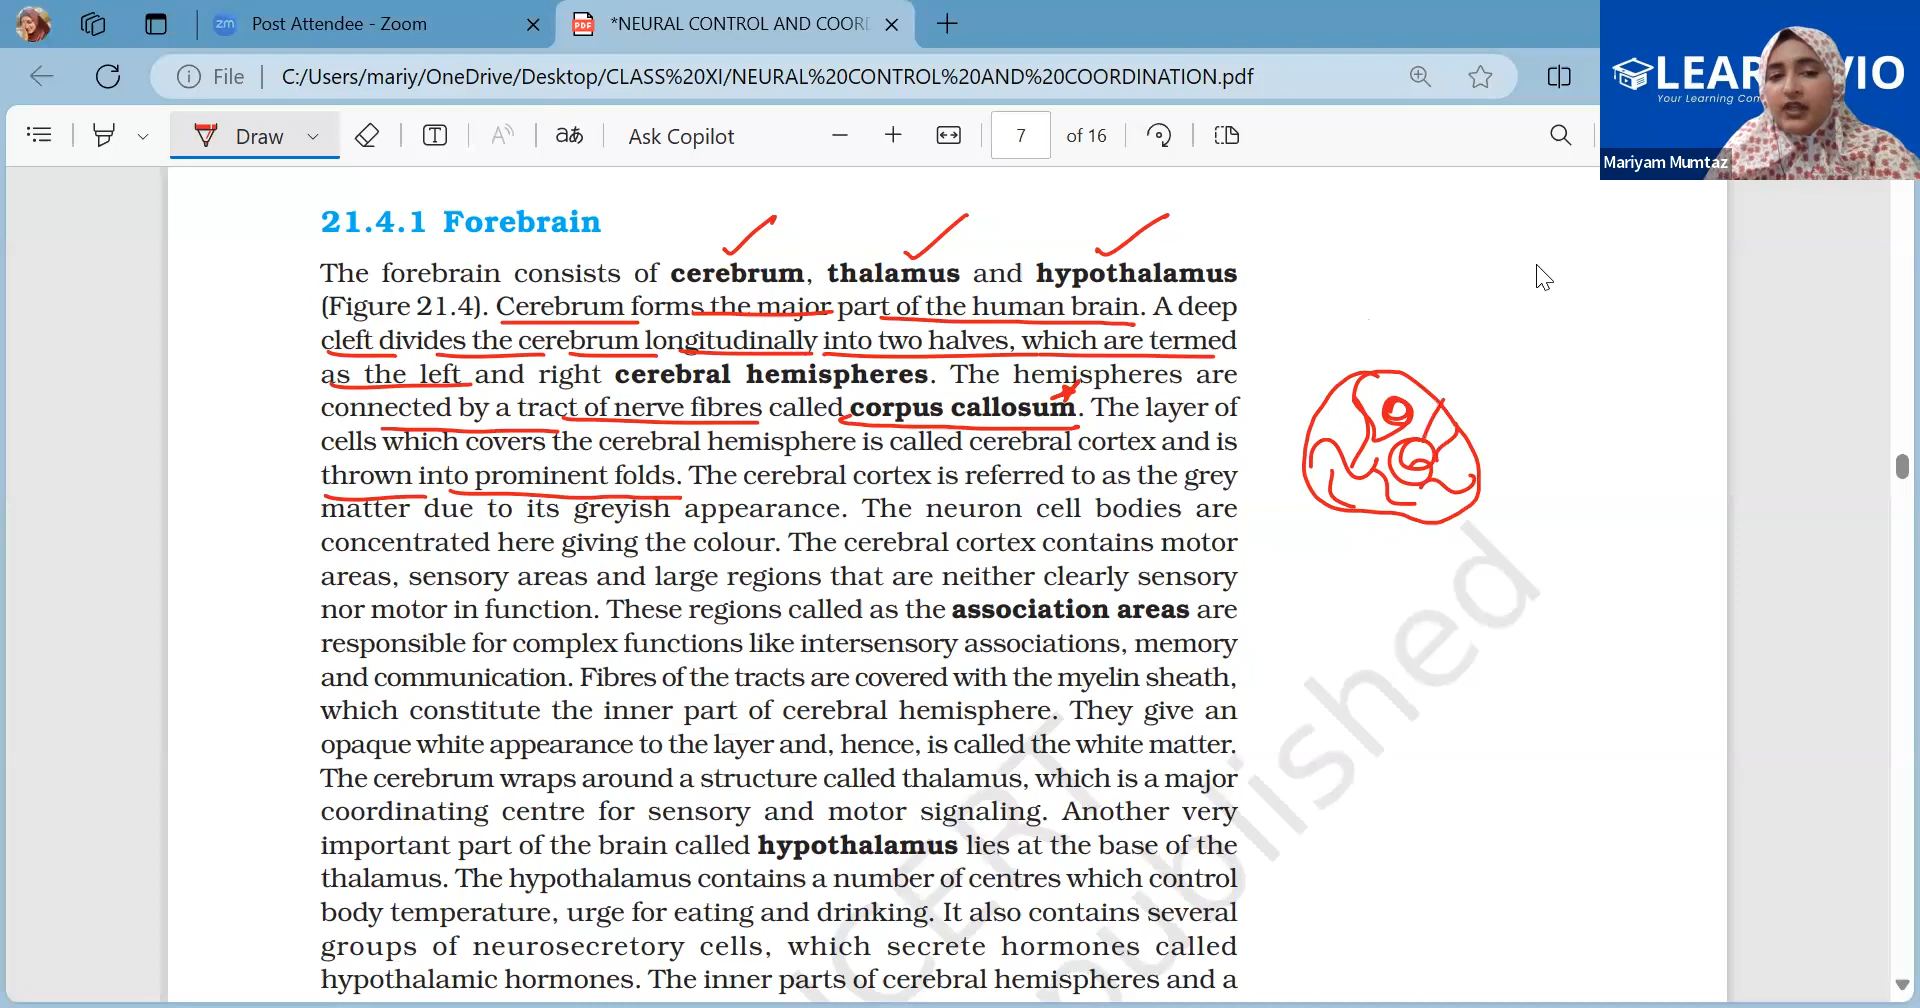 Post Attendee - Zoom
*NEURAL CONTROL AND COORD
File
C:/Users/mariy/OneDrive/Desktop/CLASS%20XI/NEURAL%20CONTROL%20AND%20COORDINATION.pdf
Draw
Ask Copilot
7 of 16
LEAR VIO
Your Learning Con
Mariyam Mumtaz
21.4.1 Forebrain
The forebrain consists of cerebrum, thalamus and hypothalamus
(Figure 21.4). Cerebrum forms the major part of the human brain. A deep
cleft divides the cerebrum longitudinally into two halves, which are termed
as the left and right cerebral hemispheres. The hemispheres are
connected by a tract of nerve fibres called corpus callosum. The layer of
cells which covers the cerebral hemisphere is called cerebral cortex and is
thrown into prominent folds. The cerebral cortex is referred to as the grey
matter due to its greyish appearance. The neuron cell bodies are
concentrated here giving the colour. The cerebral cortex contains motor
areas, sensory areas and large regions that are neither clearly sensory
nor motor in function. These regions called as the association areas are
responsible for complex functions like intersensory associations, memory
and communication. Fibres of the tracts are covered with the myelin sheath,
which constitute the inner part of cerebral hemisphere. They give an
opaque white appearance to the layer and, hence, is called the white matter.
The cerebrum wraps around a structure called thalamus, which is a major
coordinating centre for sensory and motor signaling. Another very
important part of the brain called hypothalamus lies at the base of the
thalamus. The hypothalamus contains a number of centres which control
body temperature, urge for eating and drinking. It also contains several
groups of neurosecretory cells, which secrete hormones called
hypothalamic hormones. The inner parts of cerebral hemispheres and a
NCERT
published